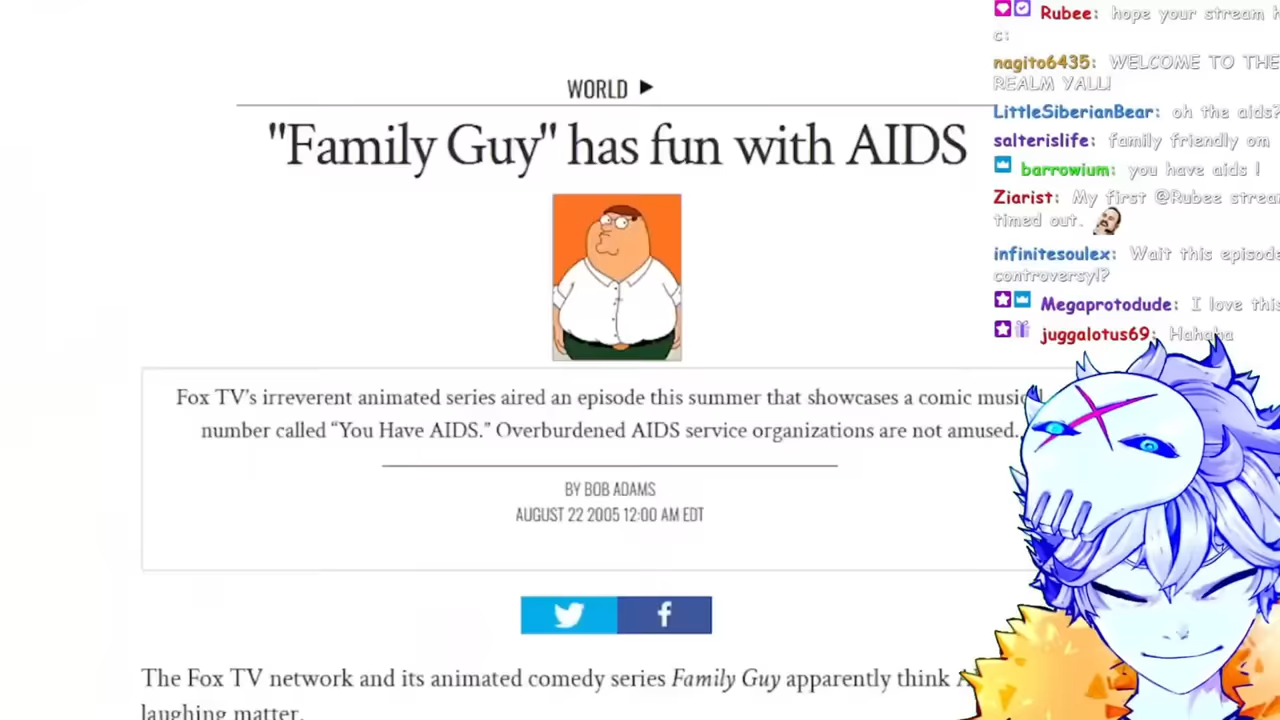 WORLD
"Family Guy" has fun with AIDS
Fox TV's irreverent animated series aired an episode this summer that showcases a comic
number called “You Have AIDS.” Overburdened AIDS service organizations are not amused.
BY BOB ADAMS
AUGUST 22 2005 12:00 AM EDT
The Fox TV network and its animated comedy series Family Guy apparently think
laughing matter.
Rubee: hope your stream
c:
nagito6435: WELCOME TO THE
REALM YALL!
LittleSiberianBear: oh the aids?
salterislife: family friendly om
barrowium: you have aids !
Ziarist: My first @Rubee
timed out.
infinitesoulex: Wait this episode
controversy!?
Megaprotodude: I love this
juggalotus69: Hahaha